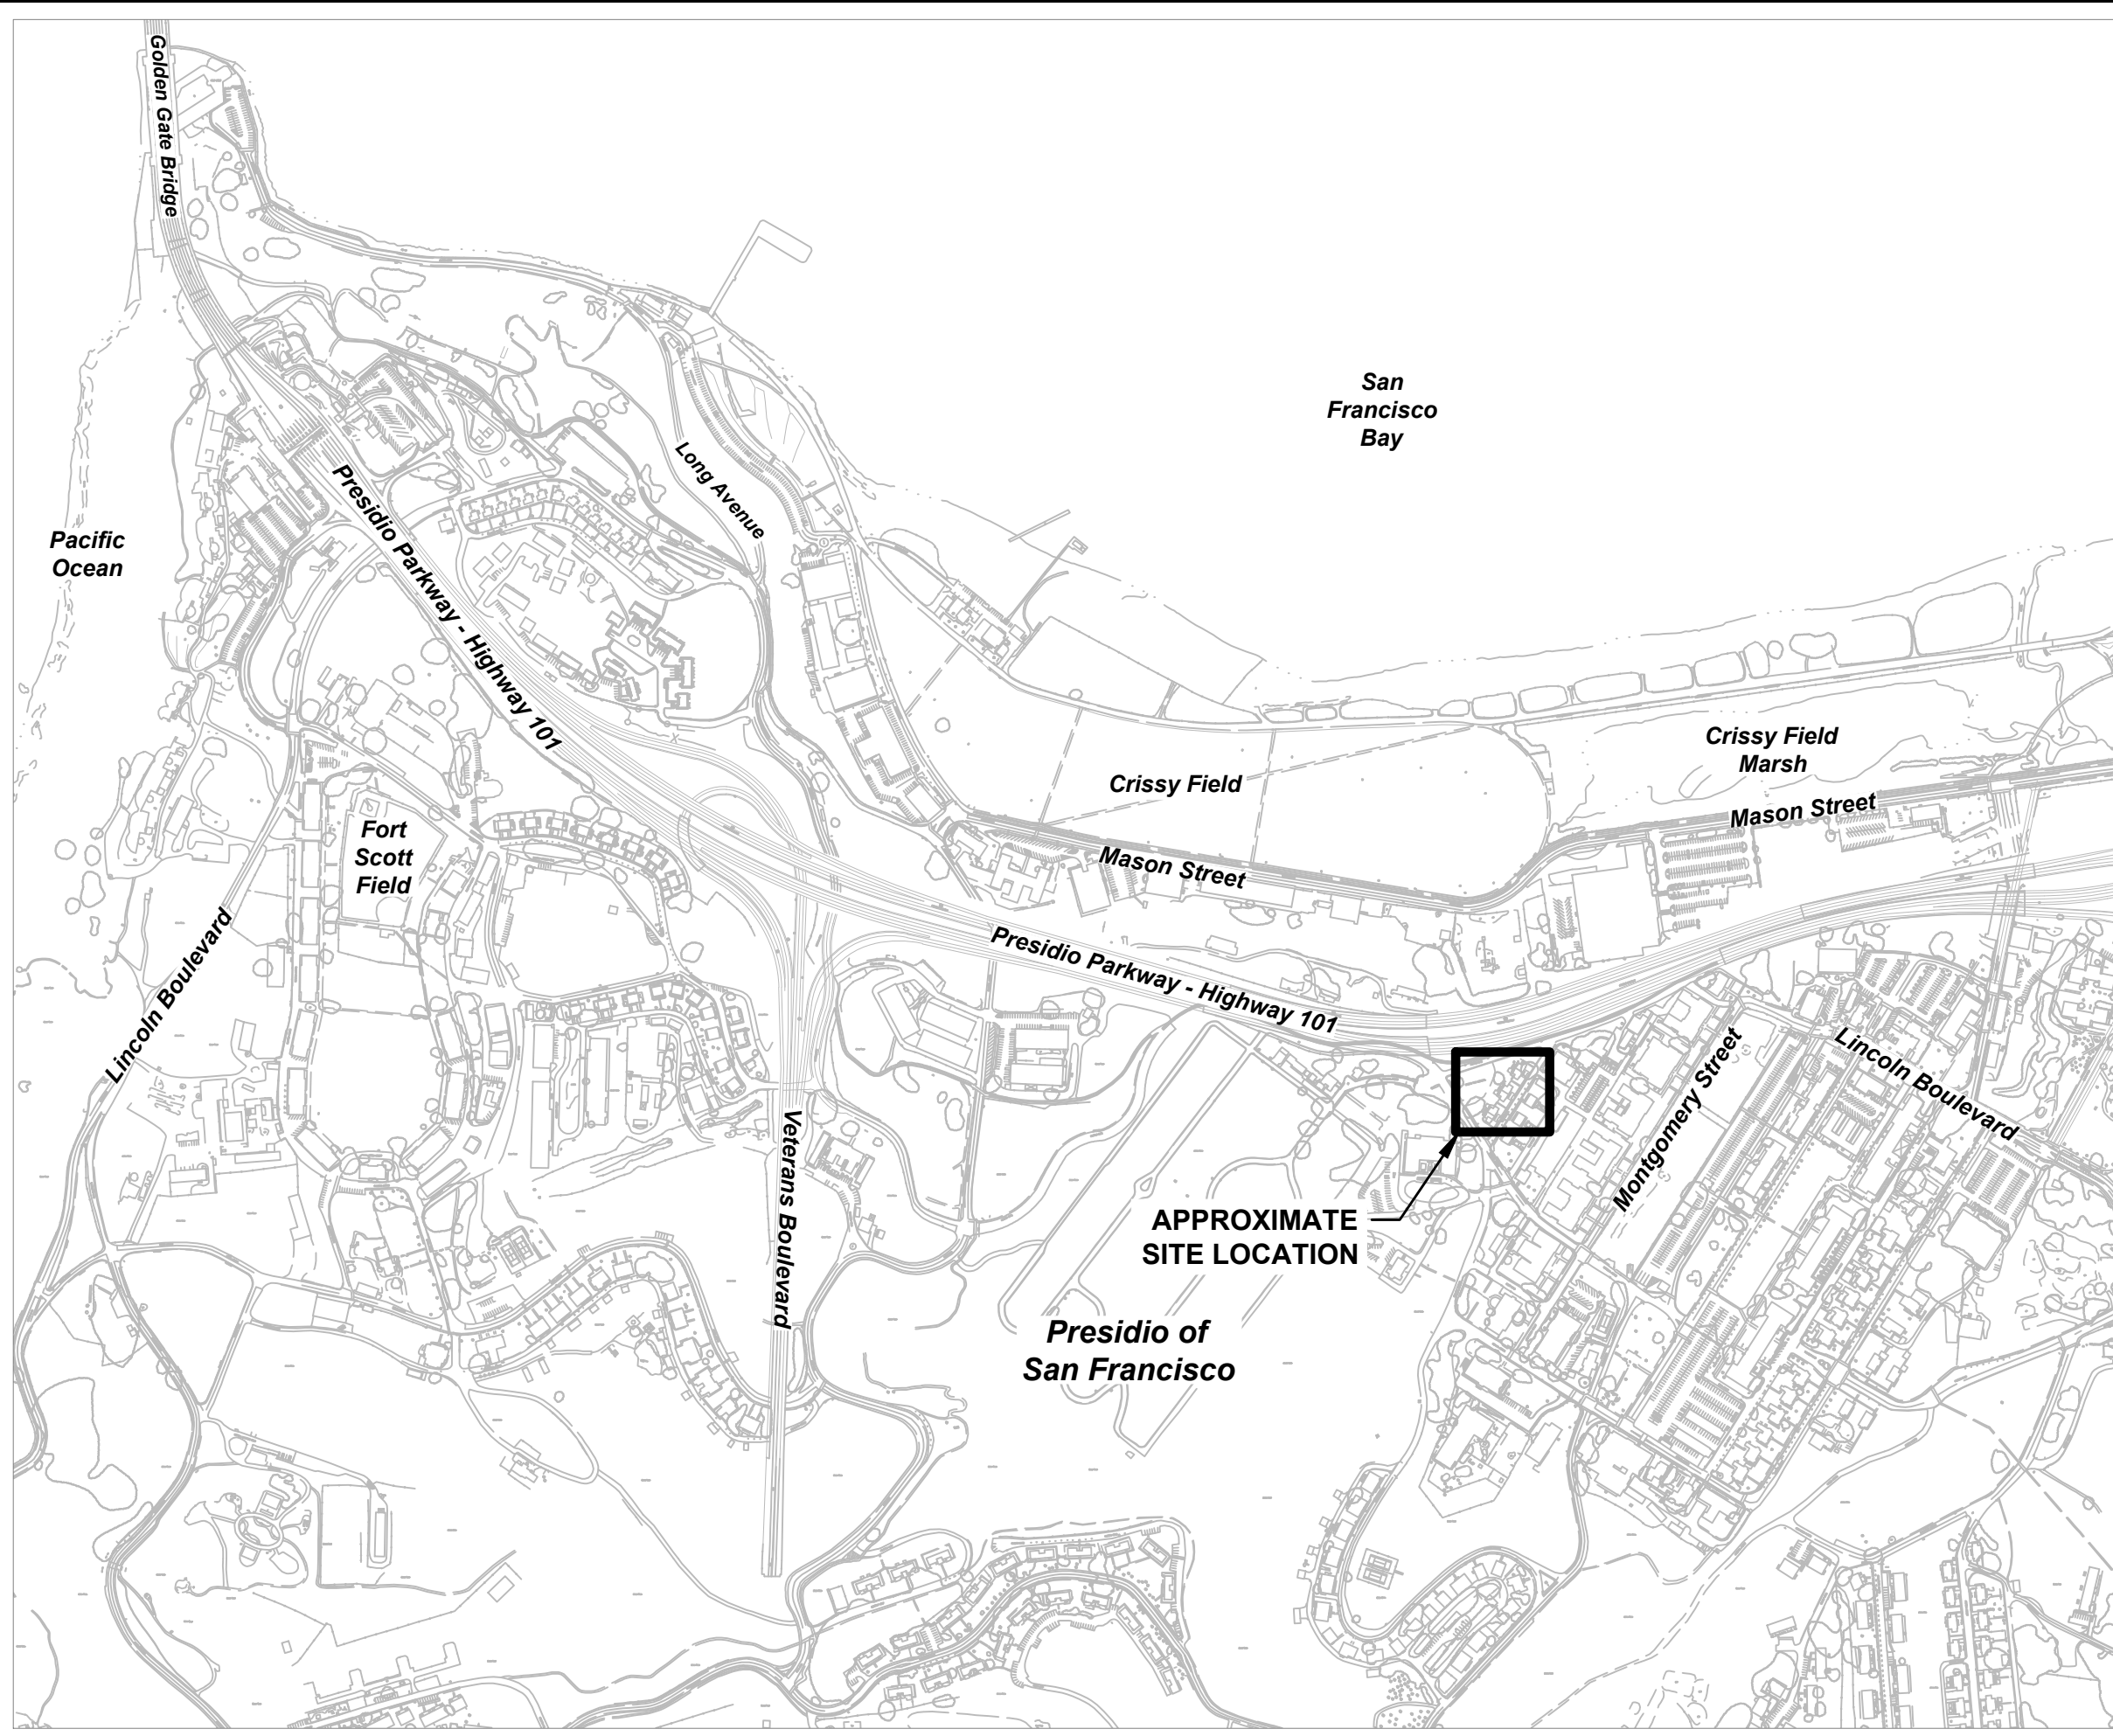 Golden Gate Bridge
San
Francisco
Bay
Long Avenue
Pacific
Ocean
Presidio Parkway - Highway 101
Crissy Field
Marsh
Crissy Field
Mason Street
Fort
Scott
Field
Mason Street
Lincoln Boulevard
Presidio Parkway - Highway 101
Montgomery Street
Lincoln Boulevard
Veterans Boulevard
APPROXIMATE
SITE LOCATION
Presidio of
San Francisco